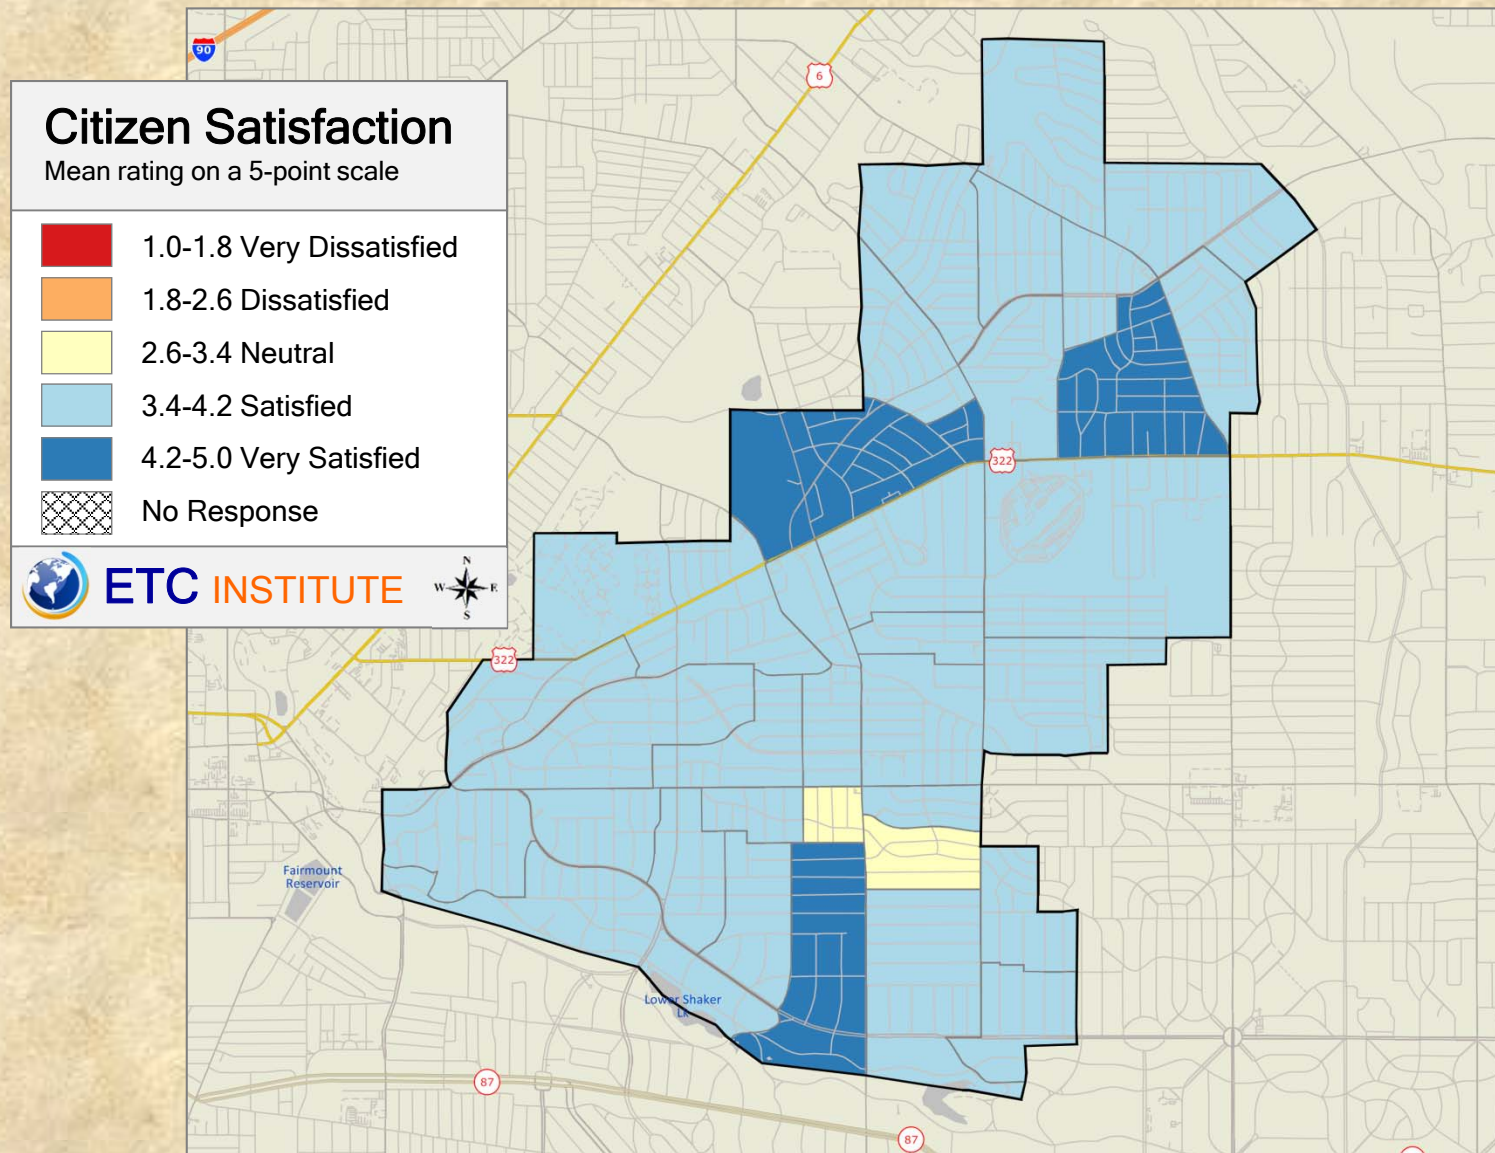 90
6
Citizen Satisfaction
Mean rating on a 5-point scale
1.0-1.8 Very Dissatisfied
1.8-2.6 Dissatisfied
2.6-3.4 Neutral
3.4-4.2 Satisfied
4.2-5.0 Very Satisfied
No Response
ETC INSTITUTE
N
W E
S
322
322
Fairmount
Reservoir
Lower Shaker
Lk
87
87